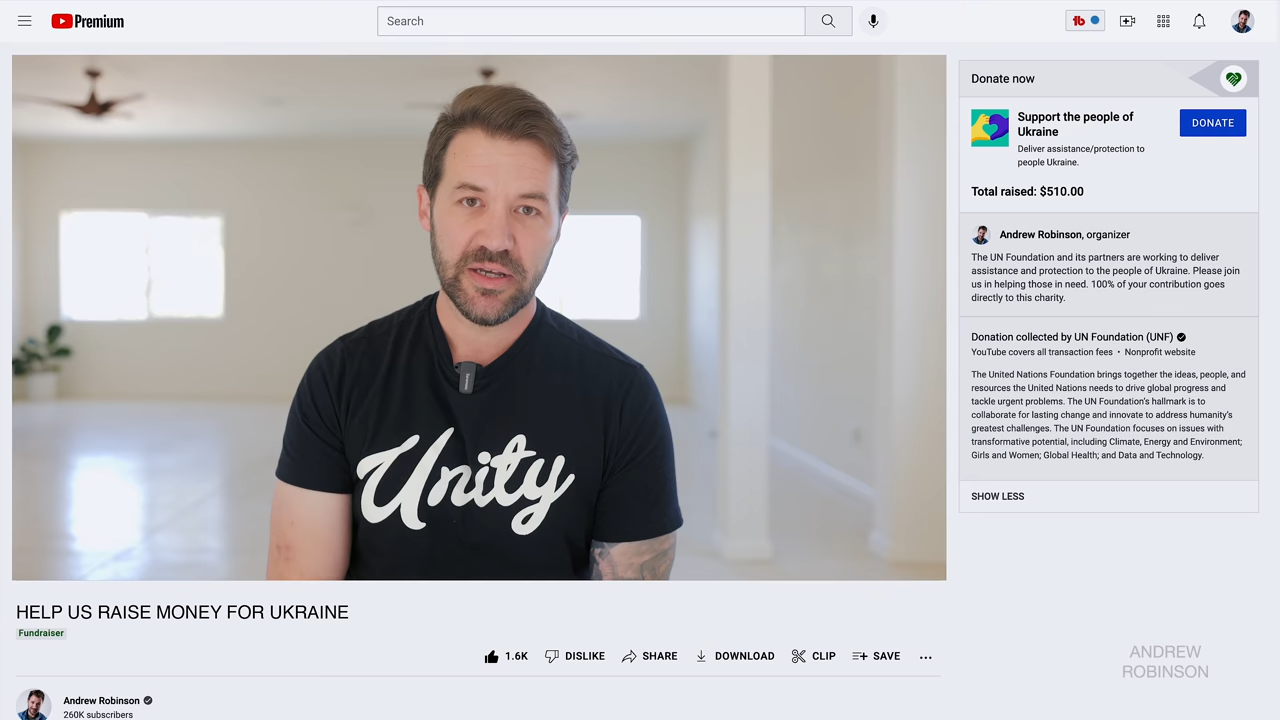 Premium
Search
tb
Donate now
Support the people of
Ukraine
DONATE
Deliver assistance/protection to
people Ukraine.
Total raised: $510.00
Andrew Robinson, organizer
The UN Foundation and its partners are working to deliver
assistance and protection to the people of Ukraine. Please join
us in helping those in need. 100% of your contribution goes
directly to this charity.
Donation collected by UN Foundation (UNF)
YouTube covers all transaction fees • Nonprofit website
The United Nations Foundation brings together the ideas, people, and
resources the United Nations needs to drive global progress and
tackle urgent problems. The UN Foundation's hallmark is to
collaborate for lasting change and innovate to address humanity's
greatest challenges. The UN Foundation focuses on issues with
transformative potential, including Climate, Energy and Environment;
Girls and Women; Global Health; and Data and Technology.
SHOW LESS
Unity
HELP US RAISE MONEY FOR UKRAINE
Fundraiser
1.6K DISLIKE SHARE DOWNLOAD CLIP SAVE ...
ANDREW
ROBINSON
Andrew Robinson
260K subscribers